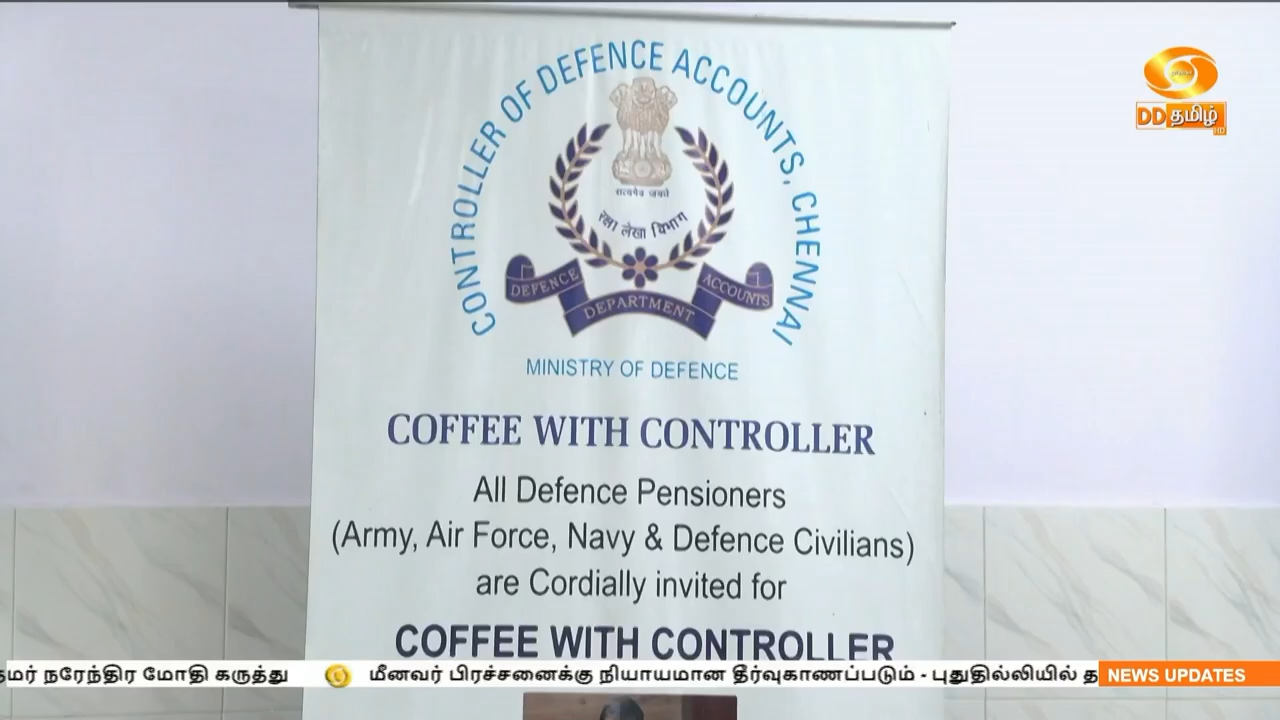 CONTROLLER OF DEFENCE ACCOUNTS, CHENNAI
सत्यमेव जयते
रक्षा लेखा विभाग
DEFENCE DEPARTMENT ACCOUNTS
MINISTRY OF DEFENCE
COFFEE WITH CONTROLLER
All Defence Pensioners
(Army, Air Force, Navy & Defence Civilians)
are Cordially invited for
COFFEE WITH CONTROLLER
DD தமிழ் HD
தமர் நரேந்திர மோதி கருத்து மீனவர் பிரச்சனைக்கு நியாயமான தீர்வுகாணப்படும் - புதுதில்லியில் த
NEWS UPDATES